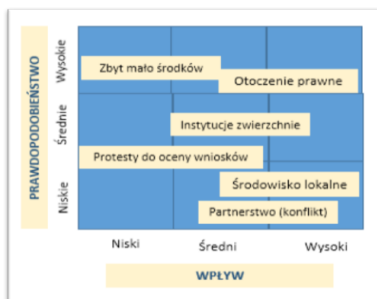 PRAWDOPODOBIEŃSTWO
Wysokie
Średnie
Niskie
Zbyt mało środków
Otoczenie prawne
Instytucje zwierzchnie
Protesty do oceny wniosków
Środowisko lokalne
Partnerstwo (konflikt)
Niski
Średni
Wysoki
WPŁYW